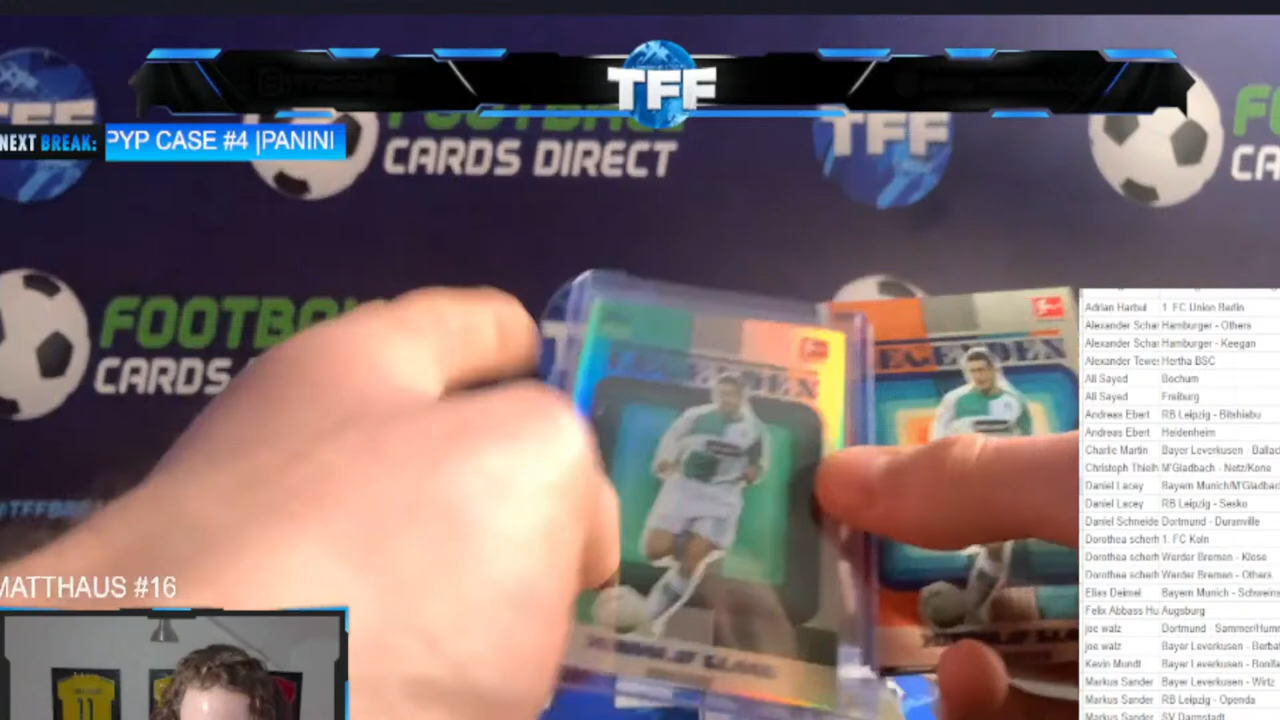 TFF
NEXT BREAK: PYP CASE #4 |PANINI
FOOTBALL
CARDS DIRECT
TFF
FOOTBA
CARDS
LEGENDEN
MATTHAUS #16
11
Adrian Harbul 1. FC Union Berlin
Alexander Schar Hamburger - Others
Alexander Schar Hamburger - Keegan
Alexander Tewes Hertha BSC
Ali Sayed Bochum
Ali Sayed Freiburg
Andreas Ebert RB Leipzig - Bitshiabu
Andreas Ebert Heidenheim
Charlie Martin Bayer Leverkusen - Ballac
Christoph Thielh M'Gladbach - Netz/Kone
Daniel Lacey Bayern Munich/M'Gladbac
Daniel Lacey RB Leipzig - Sesko
Daniel Schneide Dortmund - Duranville
Dorothea scherh 1. FC Koln
Dorothea scherh Werder Bremen - Klose
Dorothea scherh Werder Bremen - Others
Elias Deimel Bayern Munich - Schweins
Felix Abbass Hu Augsburg
joe walz Dortmund - Sammer/Humm
joe walz Bayer Leverkusen - Berbat
Kevin Mundt Bayer Leverkusen - Bonifa
Markus Sander Bayer Leverkusen - Wirtz
Markus Sander RB Leipzig - Openda
Markus Sander SV Darmstadt